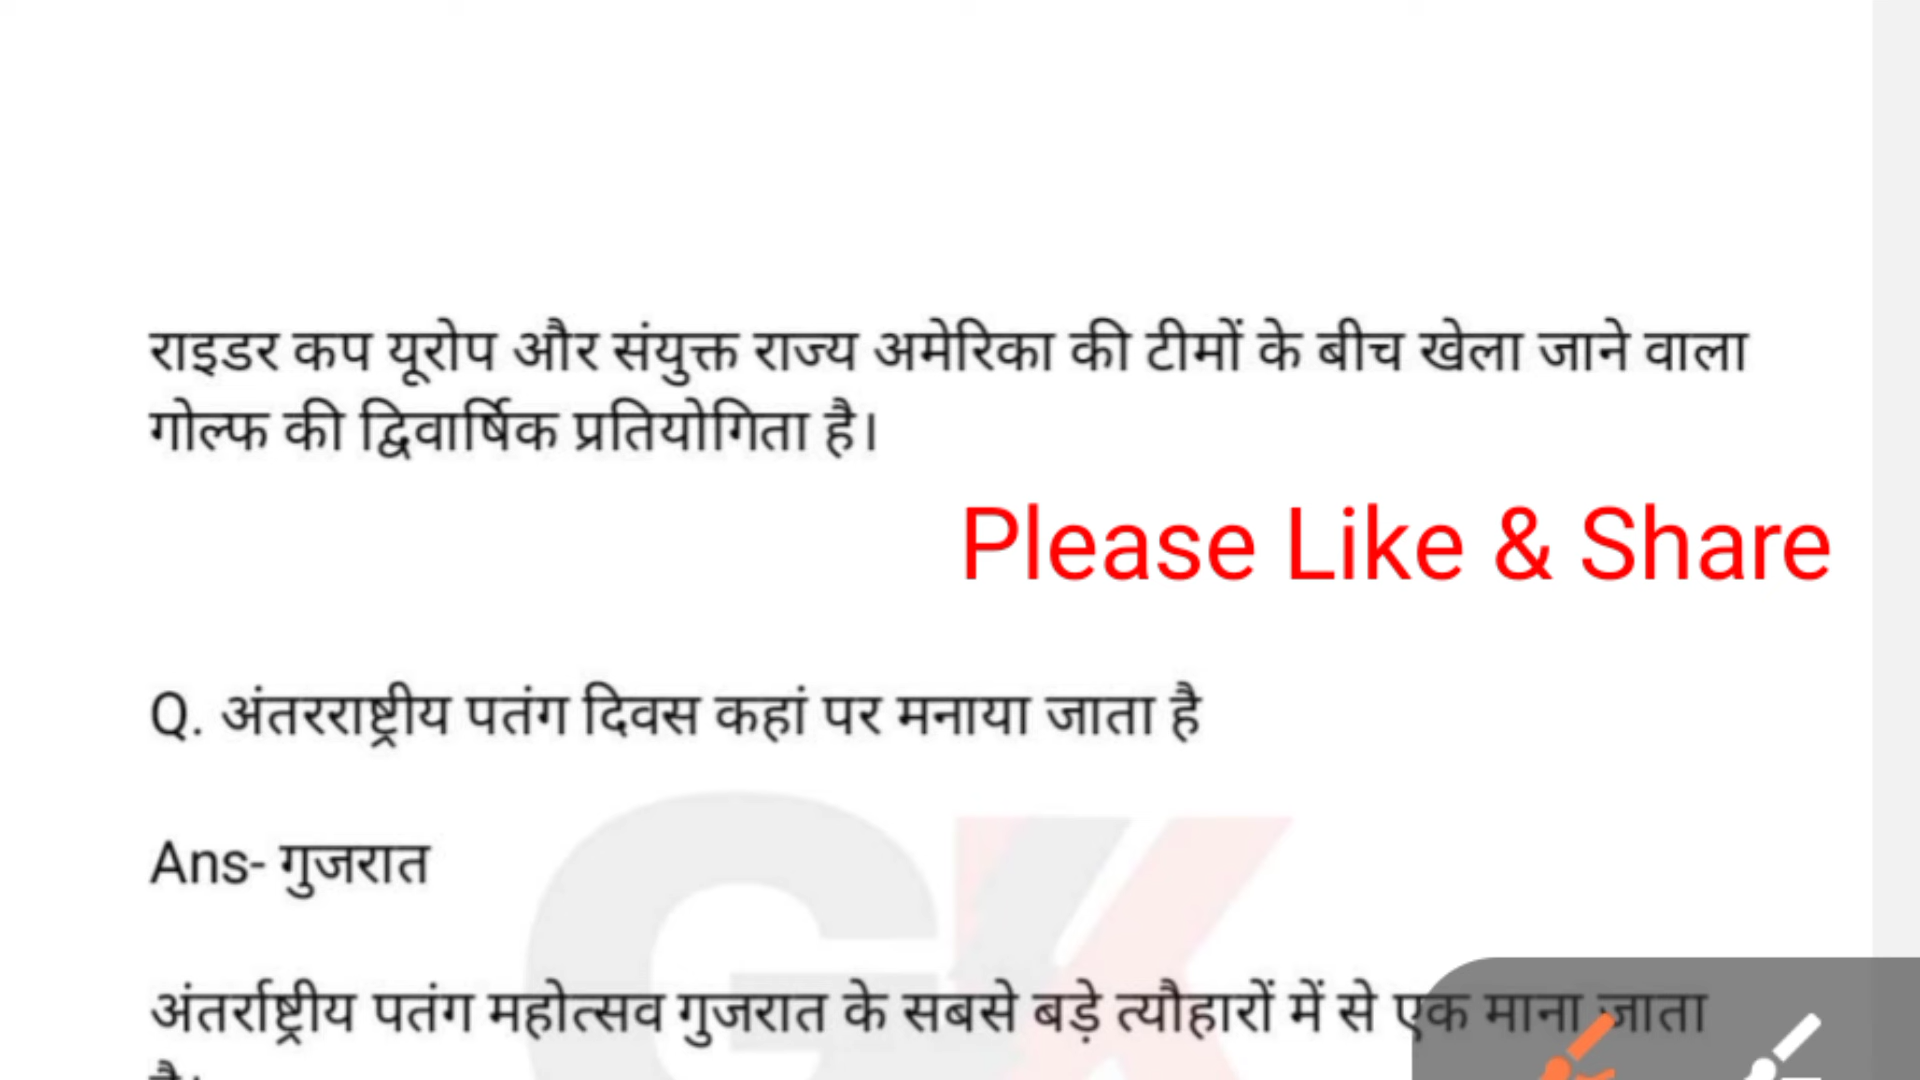 राइडर कप यूरोप और संयुक्त राज्य अमेरिका की टीमों के बीच खेला जाने वाला
गोल्फ की द्विवार्षिक प्रतियोगिता है।
Please Like & Share
Q. अंतरराष्ट्रीय पतंग दिवस कहां पर मनाया जाता है
Ans- गुजरात
GK
अंतर्राष्ट्रीय पतंग महोत्सव गुजरात के सबसे बड़े त्यौहारों में से एक माना जाता